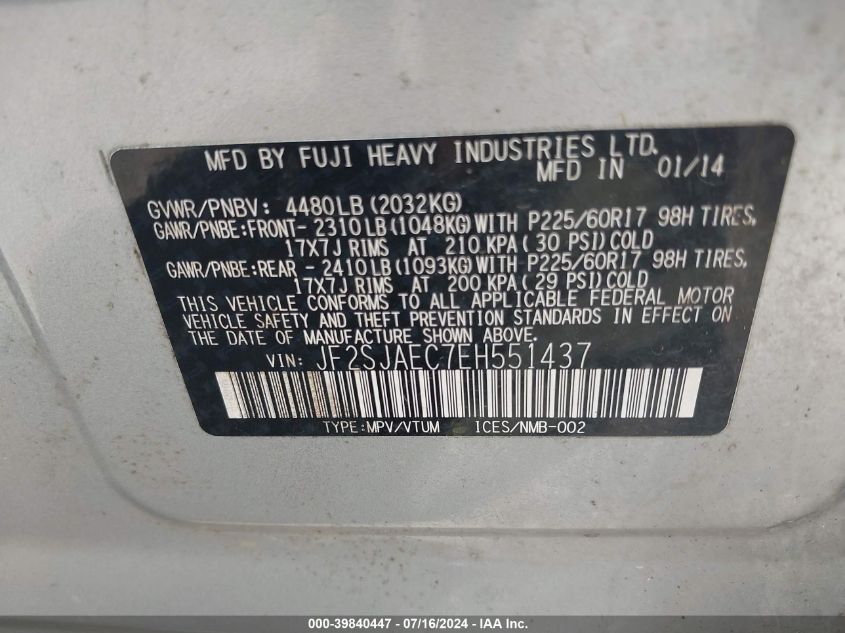 MFD BY FUJI HEAVY INDUSTRIES LTD.
MFD IN 01/14
GVWR/PNBV: 4480LB(2032KG)
GAWR/PNBE:FRONT- 2310LB(1048KG)WITH P225/60R17 98H TIRES,
17X7J RIMS AT 210 KPA(30 PSI)COLD
GAWR/PNBE:REAR - 2410LB(1093KG)WITH P225/60R17 98H TIRES,
17X7J RIMS AT 200 KPA(29 PSI)COLD
THIS VEHICLE CONFORMS TO ALL APPLICABLE FEDERAL MOTOR
VEHICLE SAFETY AND THEFT PREVENTION STANDARDS IN EFFECT ON
THE DATE OF MANUFACTURE SHOWN ABOVE.
VIN: JF2SJAEC7EH551437
TYPE:MPV/VTUM ICES/NMB-002
000-39840447 - 07/16/2024 - IAA Inc.